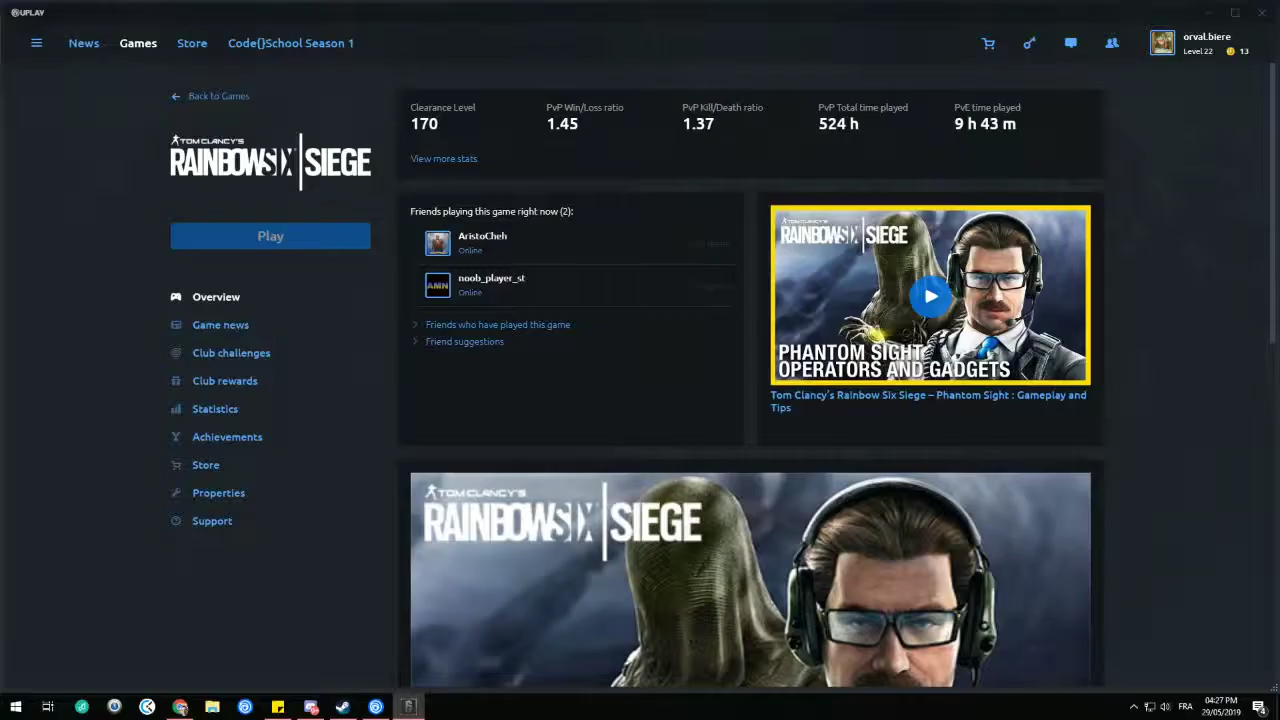 UPLAY
News
Games
Store
Code{}School Season 1
orval.biere
Level 22
13
Back to Games
TOM CLANCY'S
RAINBOWSIX|SIEGE
Play
Overview
Game news
Club challenges
Club rewards
Statistics
Achievements
Store
Properties
Support
Clearance Level
170
PvP Win/Loss ratio
1.45
PvP Kill/Death ratio
1.37
PvP Total time played
524 h
PvE time played
9 h 43 m
View more stats
Friends playing this game right now (2):
AristoCheh
Online
AMN
noob_player_st
Online
Friends who have played this game
Friend suggestions
TOM CLANCY'S
RAINBOWSIX|SIEGE
PHANTOM SIGHT
OPERATORS AND GADGETS
Tom Clancy's Rainbow Six Siege – Phantom Sight : Gameplay and
Tips
TOM CLANCY'S
RAINBOWSIX|SIEGE
FR
04:27 PM
29/05/2019
4